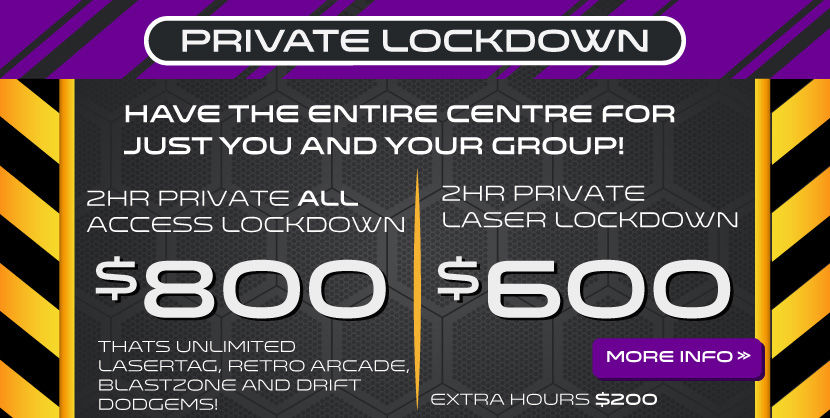 PRIVATE LOCKDOWN
HAVE THE ENTIRE CENTRE FOR
JUST YOU AND YOUR GROUP!
2HR PRIVATE ALL
ACCESS LOCKDOWN
$800
THATS UNLIMITED
LASERTAG, RETRO ARCADE,
BLASTZONE AND DRIFT
DODGEMS!
2HR PRIVATE
LASER LOCKDOWN
$600
MORE INFO »
EXTRA HOURS $200